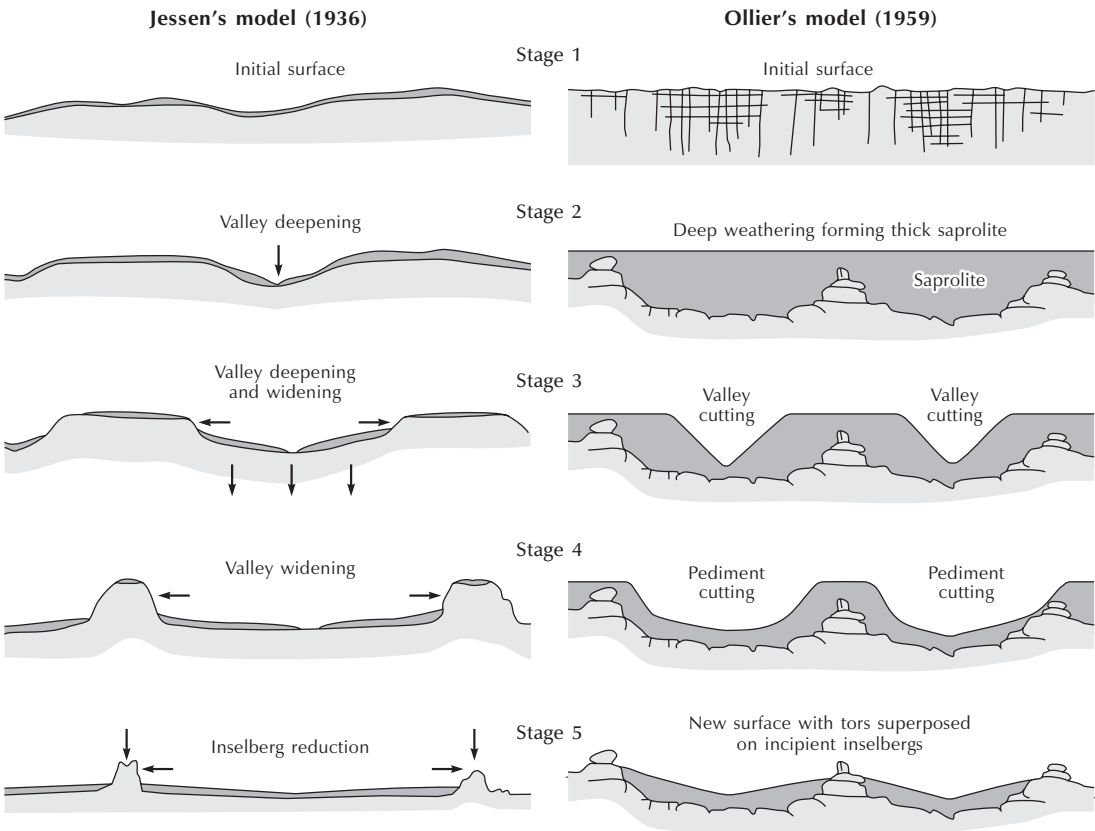 Jessen’s model (1936)
Ollier’s model (1959)
Stage 1
Initial surface
Initial surface
Stage 2
Valley deepening
Deep weathering forming thick saprolite
Saprolite
Stage 3
Valley deepening
and widening
Valley
cutting
Valley
cutting
Stage 4
Valley widening
Pediment
cutting
Pediment
cutting
Stage 5
Inselberg reduction
New surface with tors superposed
on incipient inselbergs